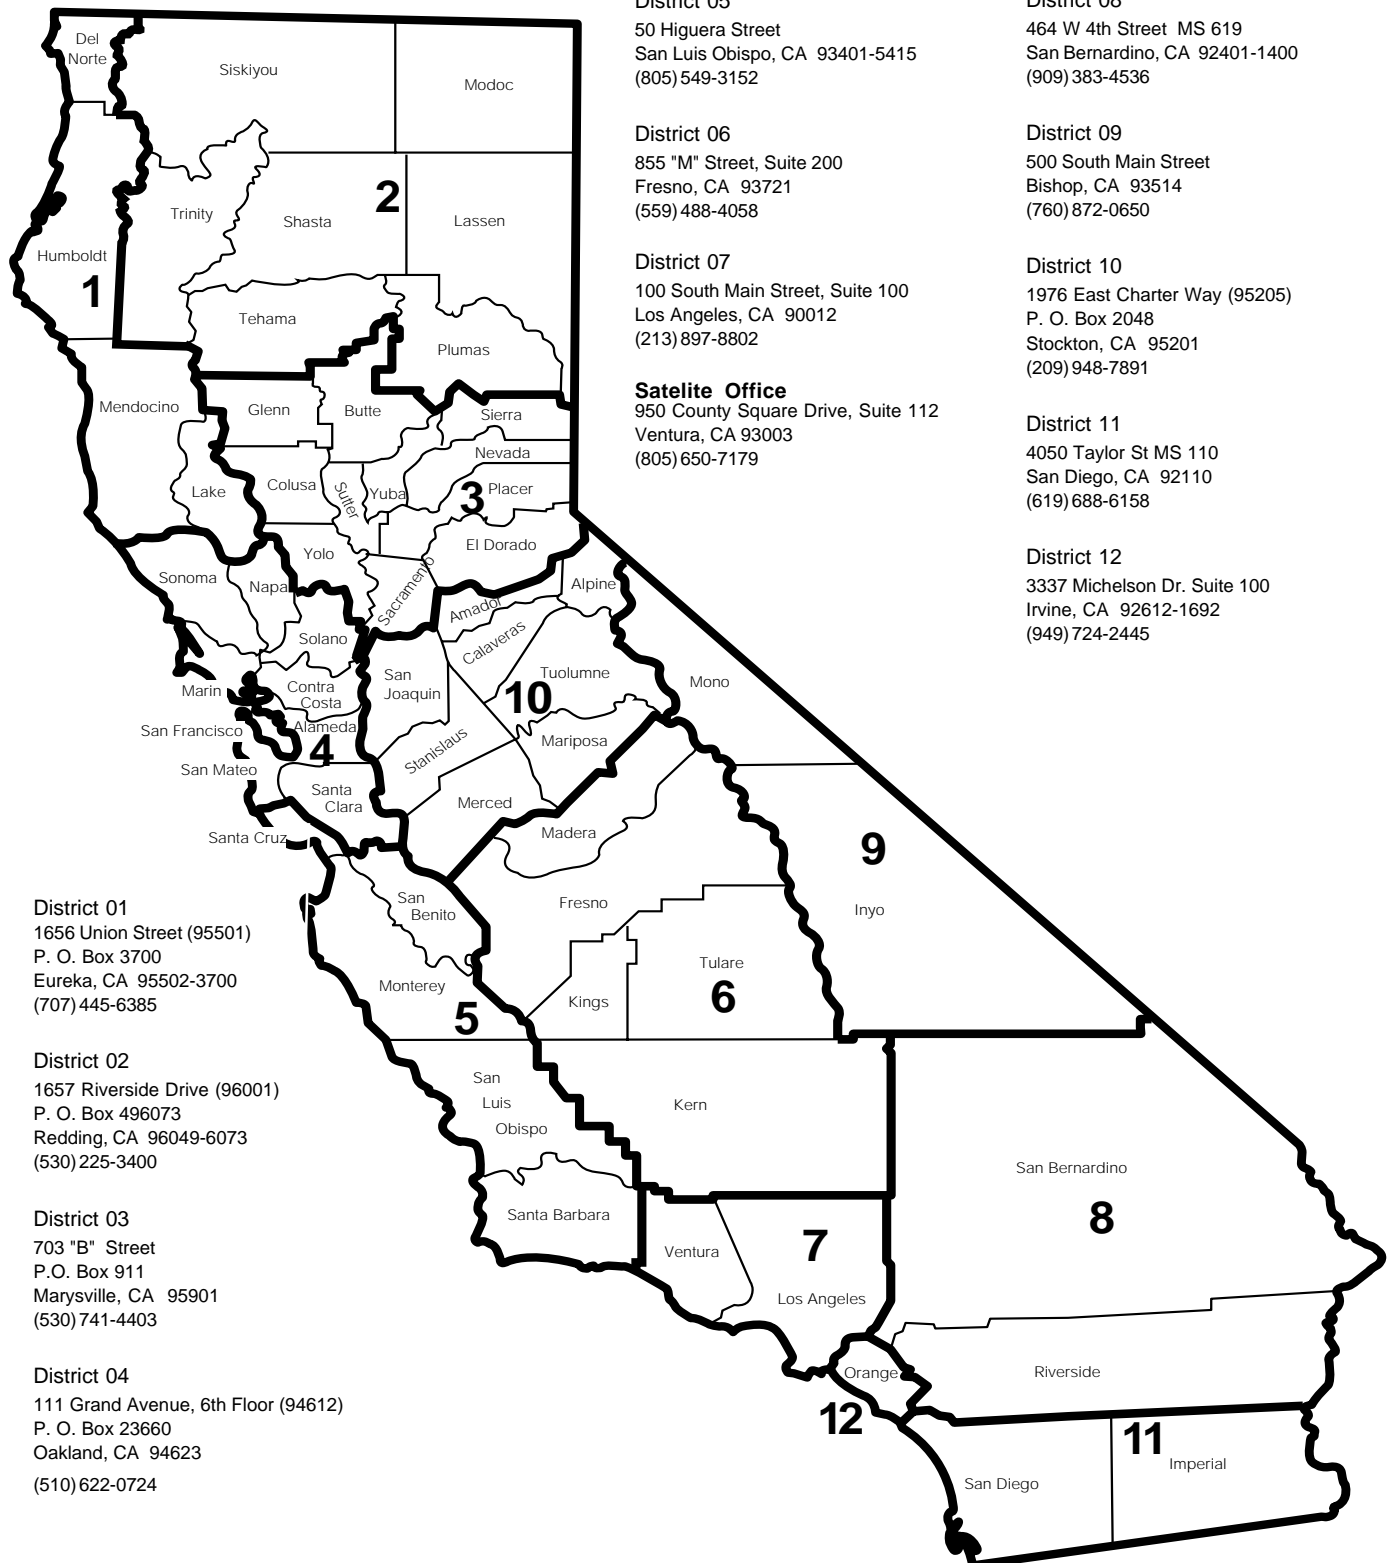 District 05
50 Higuera Street
San Luis Obispo, CA 93401-5415
(805) 549-3152
District 06
855 "M" Street, Suite 200
Fresno, CA 93721
(559) 488-4058
District 07
100 South Main Street, Suite 100
Los Angeles, CA 90012
(213) 897-8802
Satelite Office
950 County Square Drive, Suite 112
Ventura, CA 93003
(805) 650-7179
District 08
464 W 4th Street MS 619
San Bernardino, CA 92401-1400
(909) 383-4536
District 09
500 South Main Street
Bishop, CA 93514
(760) 872-0650
District 10
1976 East Charter Way (95205)
P. O. Box 2048
Stockton, CA 95201
(209) 948-7891
District 11
4050 Taylor St MS 110
San Diego, CA 92110
(619) 688-6158
District 12
3337 Michelson Dr. Suite 100
Irvine, CA 92612-1692
(949) 724-2445
Del
Norte
Siskiyou
Modoc
2
Trinity
Shasta
Lassen
Humboldt
1
Tehama
Plumas
Mendocino
Glenn
Butte
Sierra
Nevada
Lake
Colusa
Sutter
Yuba
3
Placer
Yolo
El Dorado
Sonoma
Napa
Sacramento
Amador
Alpine
Solano
Calaveras
Marin
Contra
Costa
San
Joaquin
Tuolumne
Mono
10
San Francisco
Alameda
4
Stanislaus
Mariposa
San Mateo
Santa
Clara
Merced
Santa Cruz
Madera
9
San
Benito
Fresno
Inyo
Monterey
Tulare
6
Kings
5
San
Luis
Obispo
Kern
San Bernardino
8
Santa Barbara
Ventura
7
Los Angeles
Orange
Riverside
12
11
San Diego
Imperial
District 01
1656 Union Street (95501)
P. O. Box 3700
Eureka, CA 95502-3700
(707) 445-6385
District 02
1657 Riverside Drive (96001)
P. O. Box 496073
Redding, CA 96049-6073
(530) 225-3400
District 03
703 "B" Street
P.O. Box 911
Marysville, CA 95901
(530) 741-4403
District 04
111 Grand Avenue, 6th Floor (94612)
P. O. Box 23660
Oakland, CA 94623
(510) 622-0724